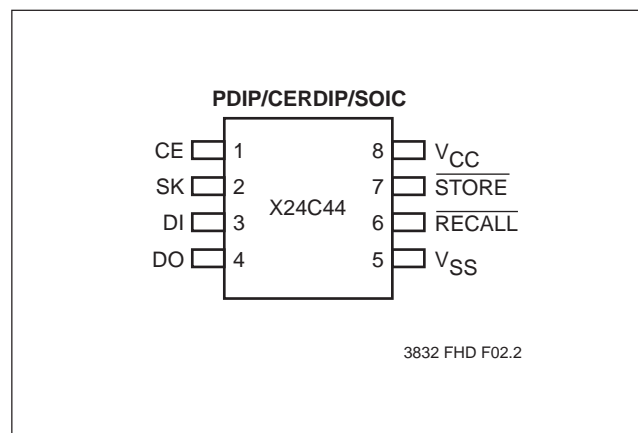 PDIP/CERDIP/SOIC
CE 1 8 VCC
SK 2 7 STORE
X24C44
DI 3 6 RECALL
DO 4 5 VSS
3832 FHD F02.2